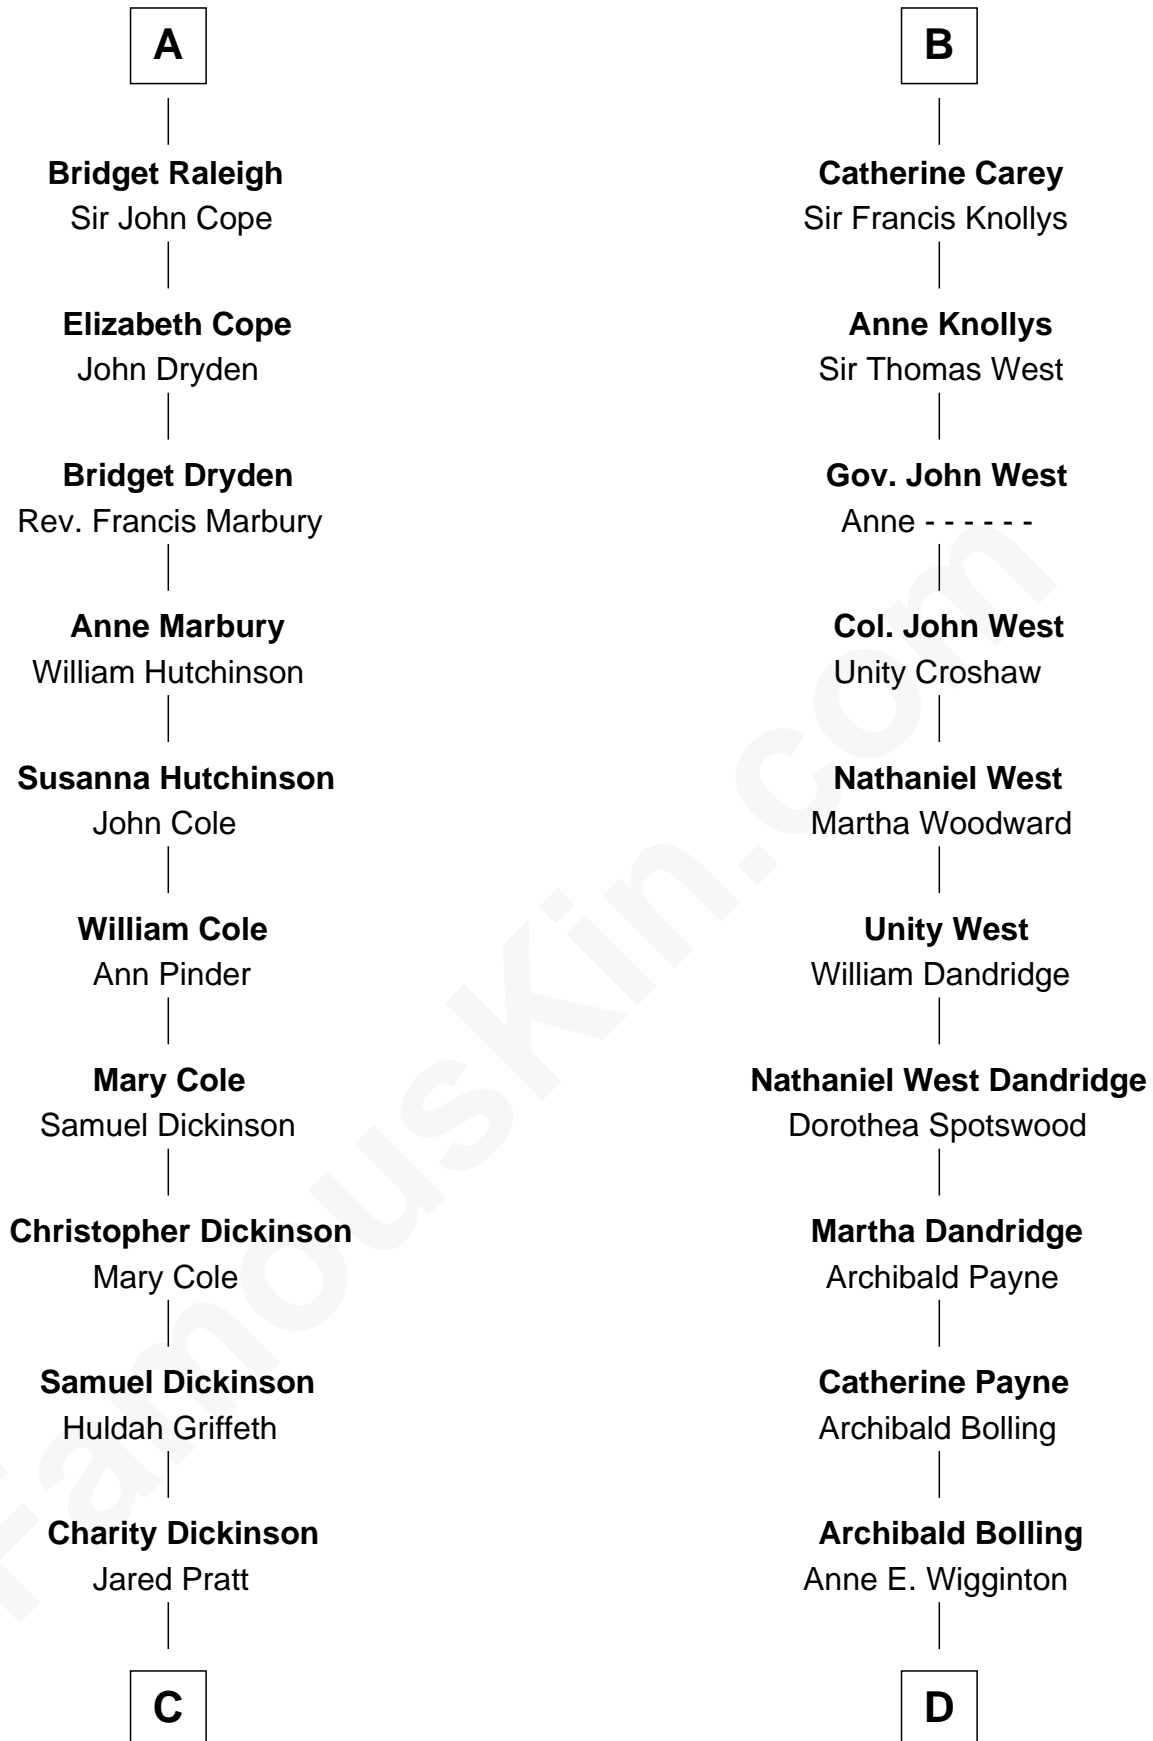 A
Bridget Raleigh
Sir John Cope
Elizabeth Cope
John Dryden
Bridget Dryden
Rev. Francis Marbury
Anne Marbury
William Hutchinson
Susanna Hutchinson
John Cole
William Cole
Ann Pinder
Mary Cole
Samuel Dickinson
Christopher Dickinson
Mary Cole
Samuel Dickinson
Huldah Griffeth
Charity Dickinson
Jared Pratt
C
B
Catherine Carey
Sir Francis Knollys
Anne Knollys
Sir Thomas West
Gov. John West
Anne - - - - - -
Col. John West
Unity Croshaw
Nathaniel West
Martha Woodward
Unity West
William Dandridge
Nathaniel West Dandridge
Dorothea Spotswood
Martha Dandridge
Archibald Payne
Catherine Payne
Archibald Bolling
Archibald Bolling
Anne E. Wigginton
D
FamousKin.com